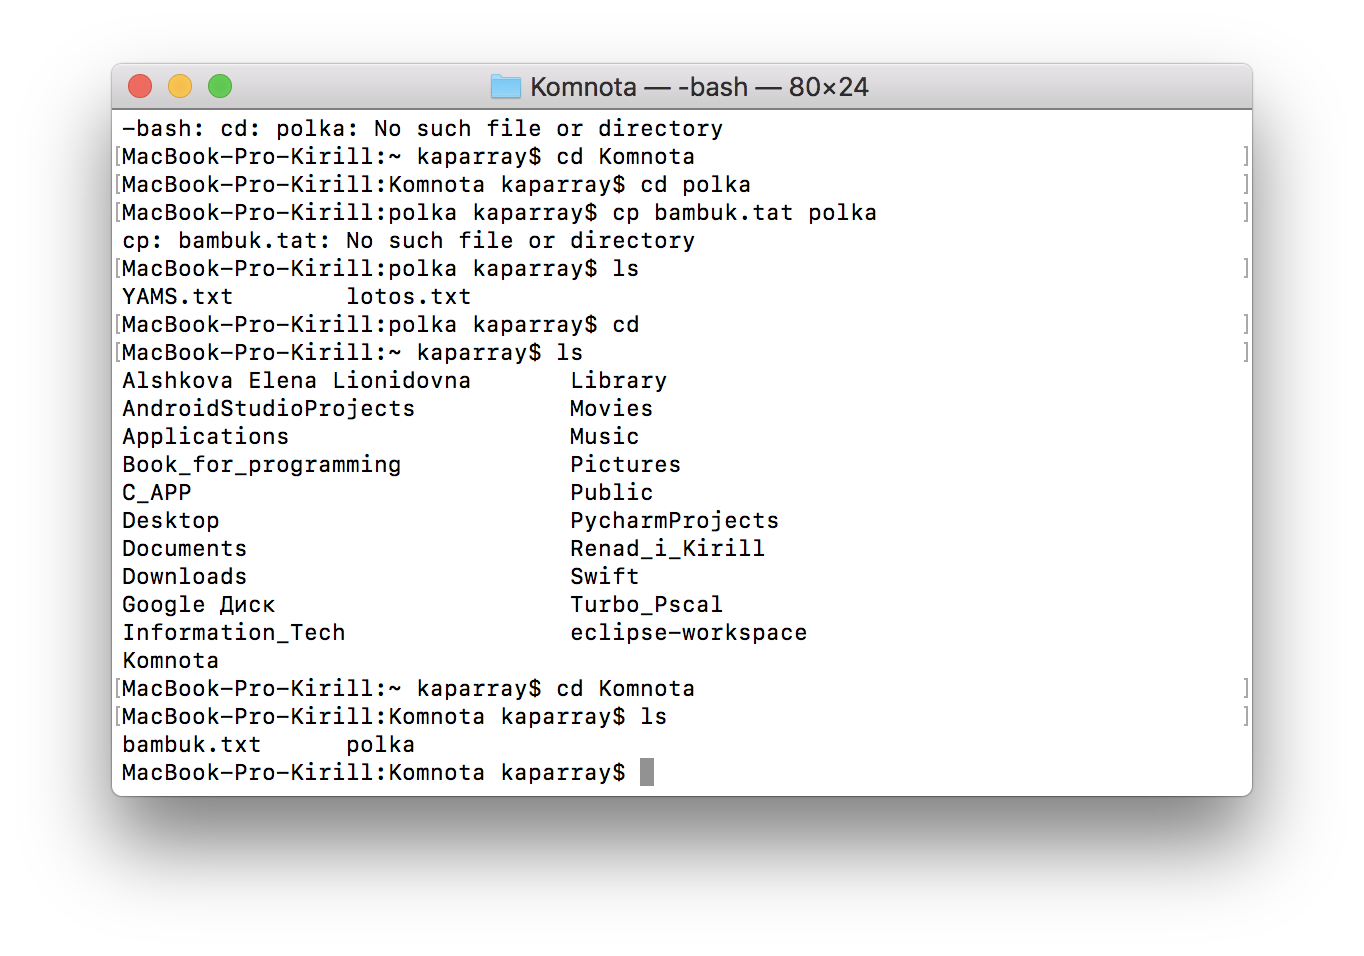 Komnota — -bash — 80×24
-bash: cd: polka: No such file or directory
[MacBook-Pro-Kirill:~ kaparray$ cd Komnota ]
[MacBook-Pro-Kirill:Komnota kaparray$ cd polka ]
[MacBook-Pro-Kirill:polka kaparray$ cp bambuk.tat polka ]
cp: bambuk.tat: No such file or directory
[MacBook-Pro-Kirill:polka kaparray$ ls ]
YAMS.txt lotos.txt
[MacBook-Pro-Kirill:polka kaparray$ cd ]
[MacBook-Pro-Kirill:~ kaparray$ ls ]
Alshkova Elena Lionidovna Library
AndroidStudioProjects Movies
Applications Music
Book_for_programming Pictures
C_APP Public
Desktop PycharmProjects
Documents Renad_i_Kirill
Downloads Swift
Google Диск Turbo_Pscal
Information_Tech eclipse-workspace
Komnota
[MacBook-Pro-Kirill:~ kaparray$ cd Komnota ]
[MacBook-Pro-Kirill:Komnota kaparray$ ls ]
bambuk.txt polka
MacBook-Pro-Kirill:Komnota kaparray$